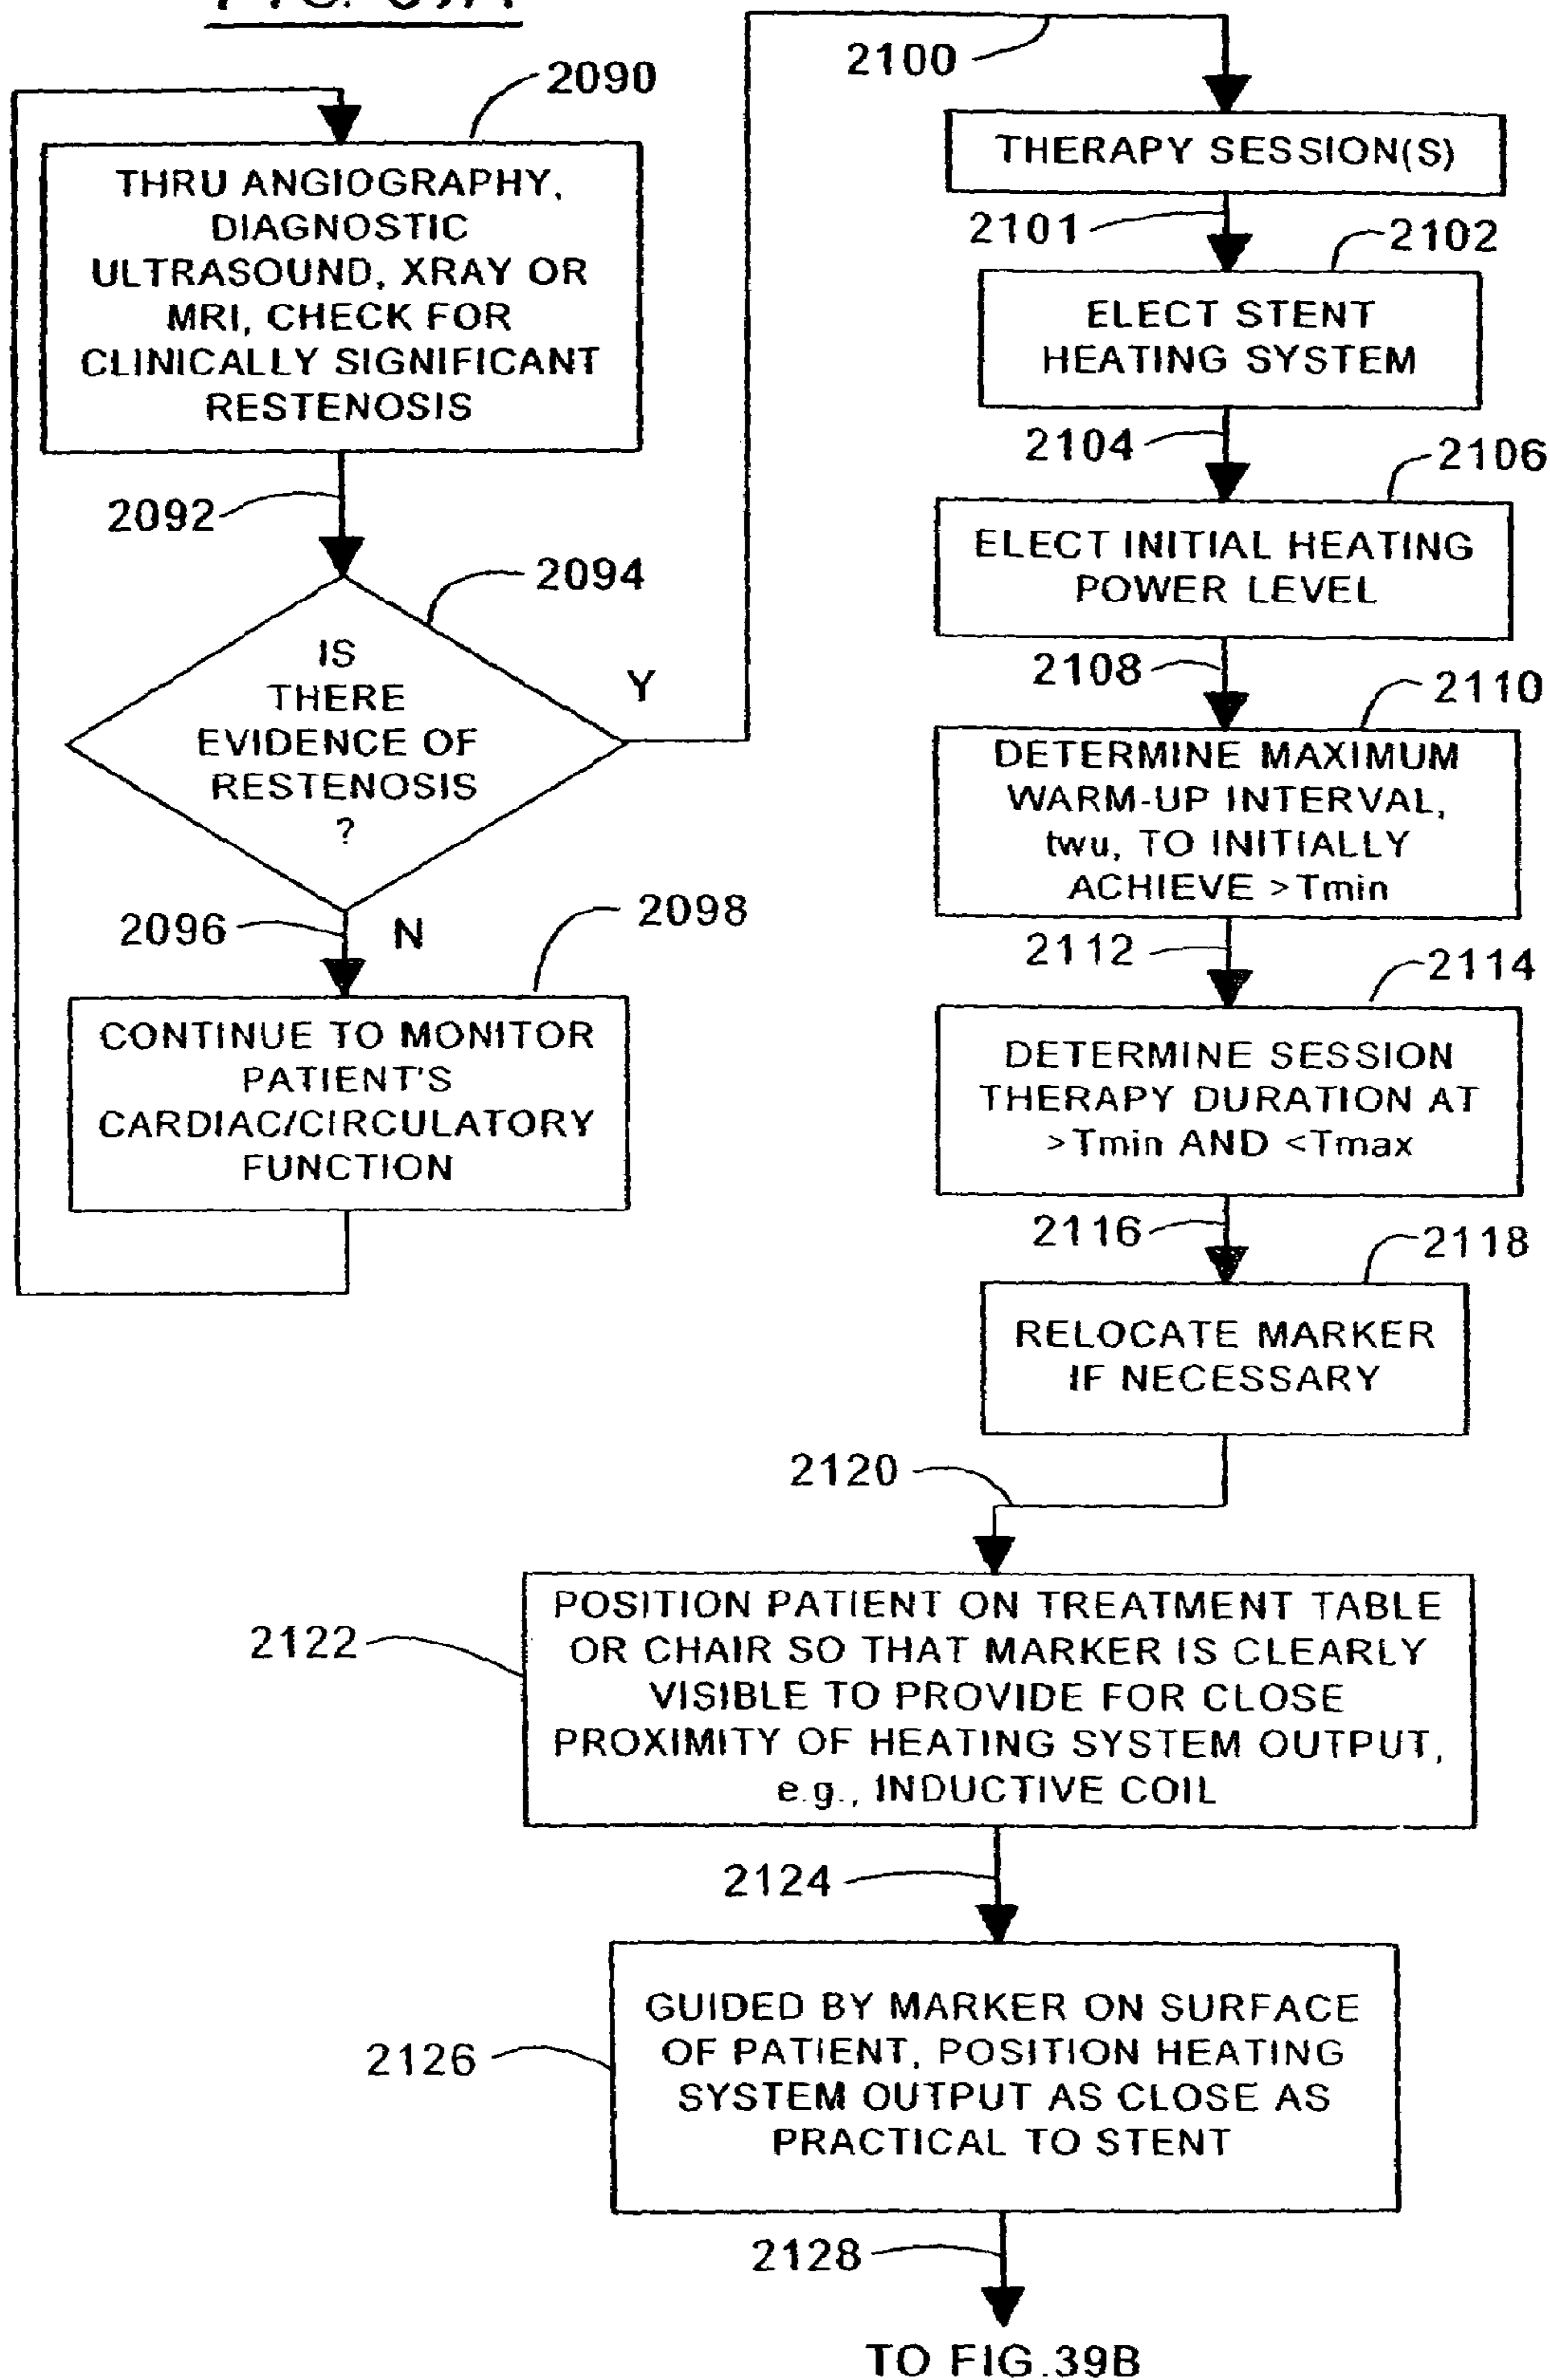 2090
THRU ANGIOGRAPHY,
DIAGNOSTIC
ULTRASOUND, XRAY OR
MRI, CHECK FOR
CLINICALLY SIGNIFICANT
RESTENOSIS
2092
2094
IS
THERE
EVIDENCE OF
RESTENOSIS
?
Y
2096
N
2098
CONTINUE TO MONITOR
PATIENT'S
CARDIAC/CIRCULATORY
FUNCTION
2100
THERAPY SESSION(S)
2101
2102
ELECT STENT
HEATING SYSTEM
2104
2106
ELECT INITIAL HEATING
POWER LEVEL
2108
2110
DETERMINE MAXIMUM
WARM-UP INTERVAL,
twu, TO INITIALLY
ACHIEVE >Tmin
2112
2114
DETERMINE SESSION
THERAPY DURATION AT
>Tmin AND <Tmax
2116
2118
RELOCATE MARKER
IF NECESSARY
2120
2122
POSITION PATIENT ON TREATMENT TABLE
OR CHAIR SO THAT MARKER IS CLEARLY
VISIBLE TO PROVIDE FOR CLOSE
PROXIMITY OF HEATING SYSTEM OUTPUT,
e.g., INDUCTIVE COIL
2124
2126
GUIDED BY MARKER ON SURFACE
OF PATIENT, POSITION HEATING
SYSTEM OUTPUT AS CLOSE AS
PRACTICAL TO STENT
2128
TO FIG.39B